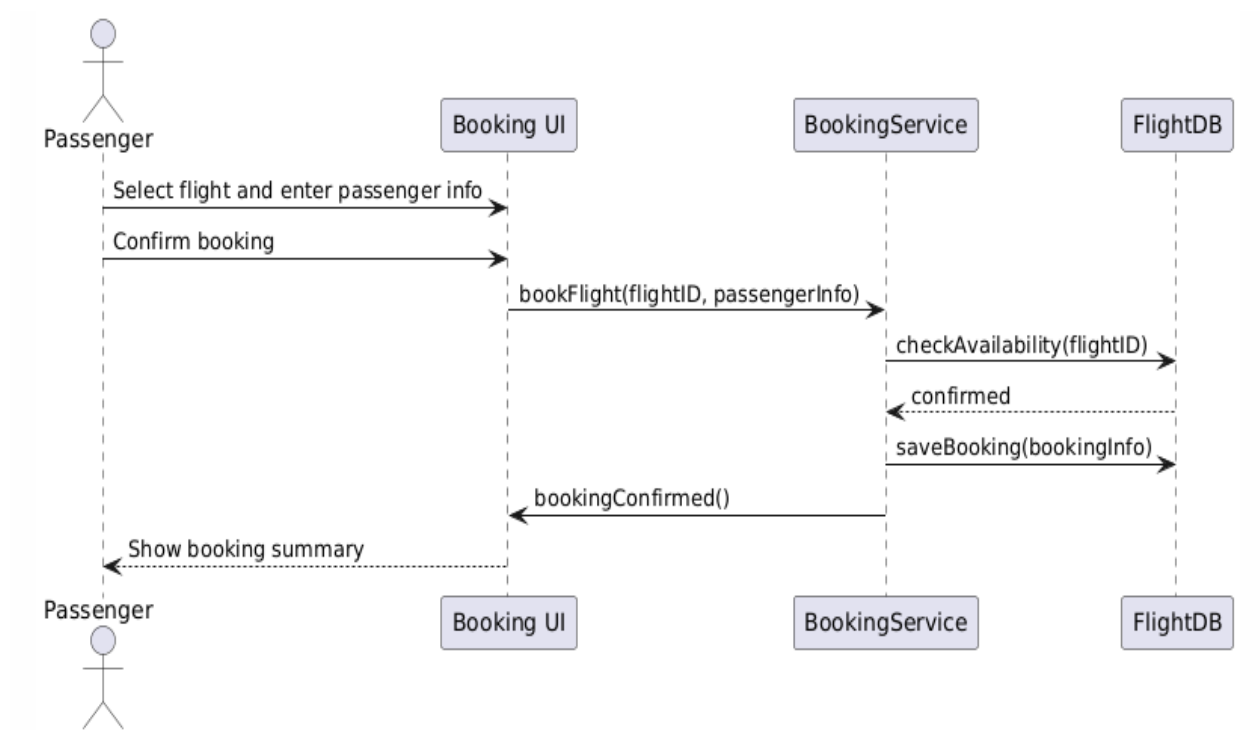 Passenger
Booking UI
BookingService
FlightDB
Select flight and enter passenger info
Confirm booking
bookFlight(flightID, passengerInfo)
checkAvailability(flightID)
confirmed
saveBooking(bookingInfo)
bookingConfirmed()
Show booking summary
Passenger
Booking UI
BookingService
FlightDB